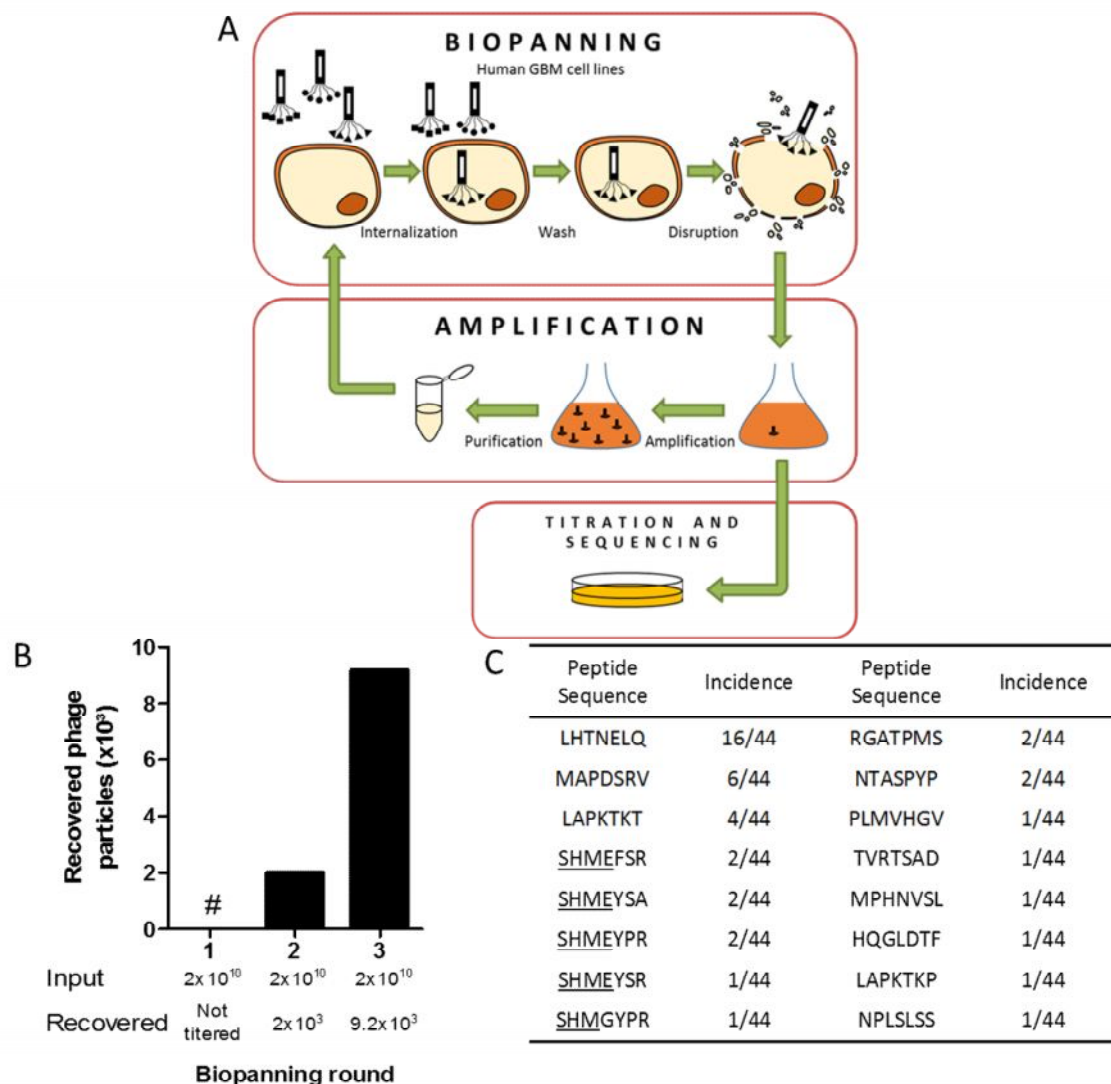 A
BIOPANNING
Human GBM cell lines
Internalization
Wash
Disruption
AMPLIFICATION
Purification
Amplification
TITRATION AND
SEQUENCING
B
Recovered phage
particles (x10³)
10
8
6
4
2
0
#
1 2 3
Input 2x10¹⁰ 2x10¹⁰ 2x10¹⁰
Recovered Not titered 2x10³ 9.2x10³
Biopanning round
C
Peptide Sequence Incidence Peptide Sequence Incidence
LHTNELQ 16/44 RGATPMS 2/44
MAPDSRV 6/44 NTASPYP 2/44
LAPKTKT 4/44 PLMVHGV 1/44
SHMEFSR 2/44 TVRTSAD 1/44
SHMEYSA 2/44 MPHNVSL 1/44
SHMEYPR 2/44 HQGLDTF 1/44
SHMEYSR 1/44 LAPKTKP 1/44
SHMGYPR 1/44 NPLSLSS 1/44